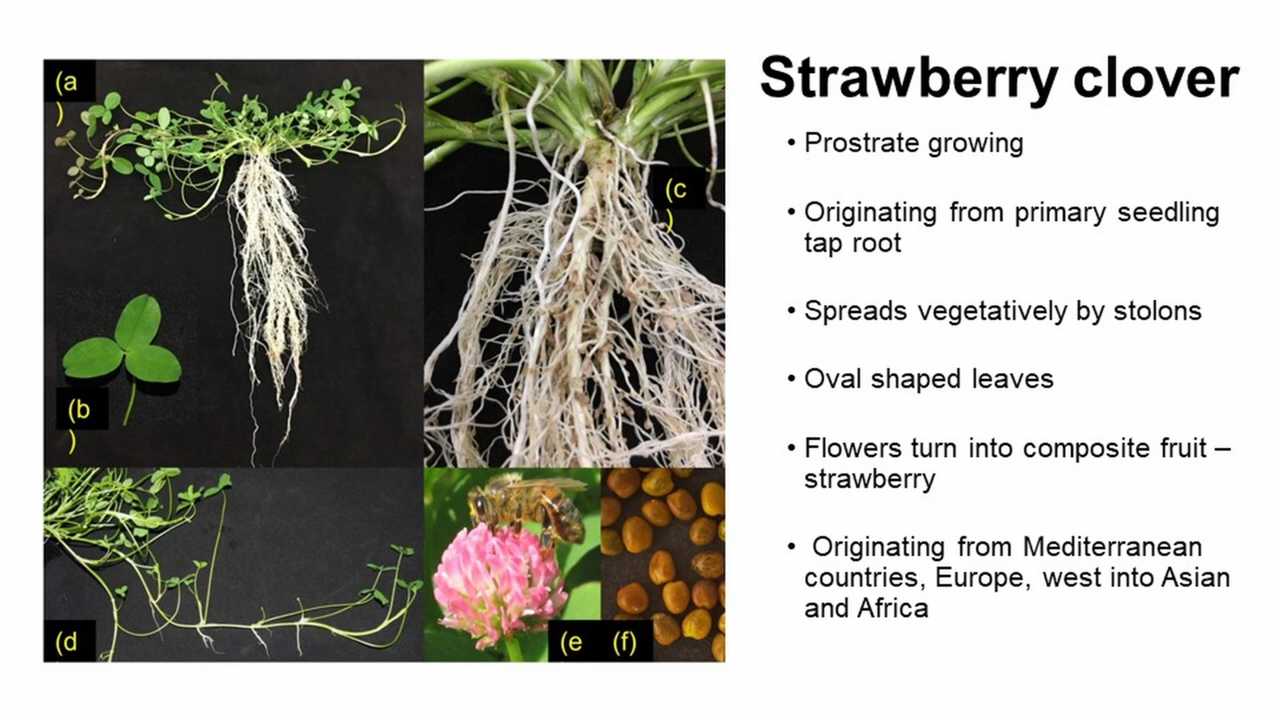 Strawberry clover
• Prostrate growing
• Originating from primary seedling
tap root
• Spreads vegetatively by stolons
• Oval shaped leaves
• Flowers turn into composite fruit –
strawberry
• Originating from Mediterranean
countries, Europe, west into Asian
and Africa
(a
)
(c
)
(b
)
(d
(e
(f)